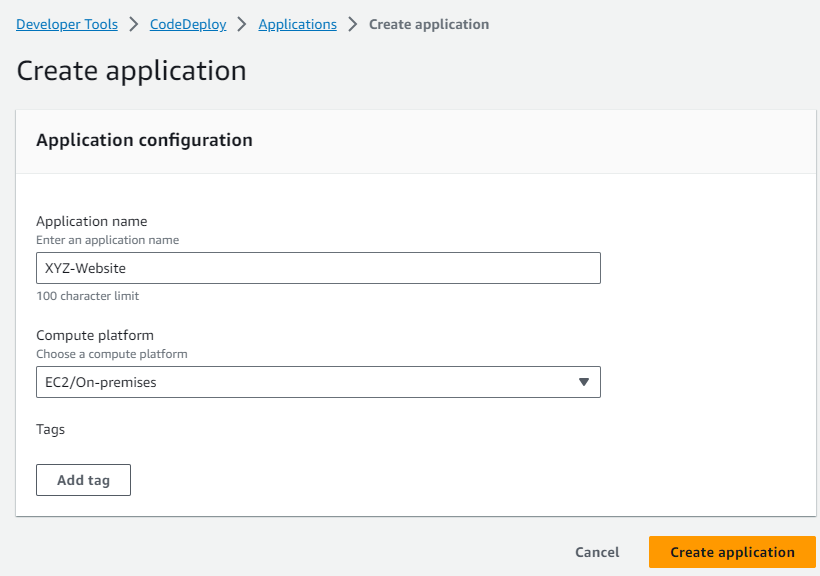 Developer Tools > CodeDeploy > Applications > Create application
Create application
Application configuration
Application name
Enter an application name
XYZ-Website
100 character limit
Compute platform
Choose a compute platform
EC2/On-premises
Tags
Add tag
Cancel Create application